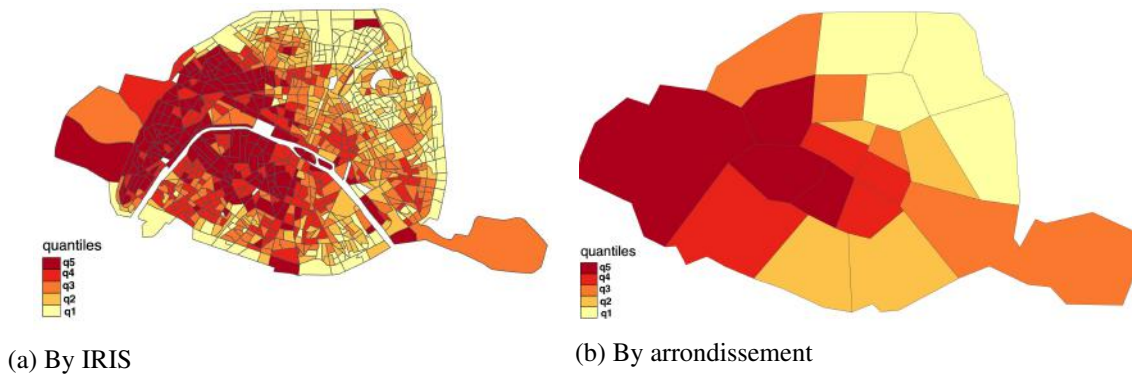 quantiles
q5
q4
q3
q2
q1
(a) By IRIS
quantiles
q5
q4
q3
q2
q1
(b) By arrondissement